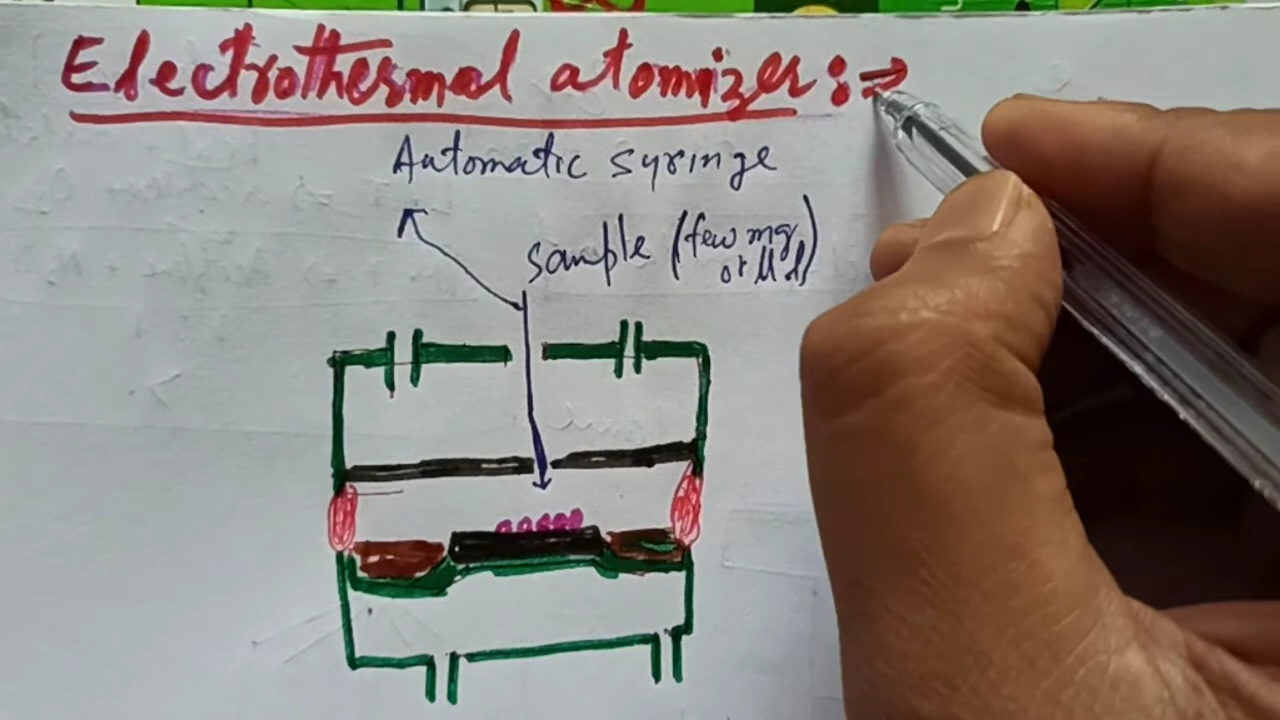 Electrothermal atomizer :⇒
Automatic syringe
sample (few mg
or μl)